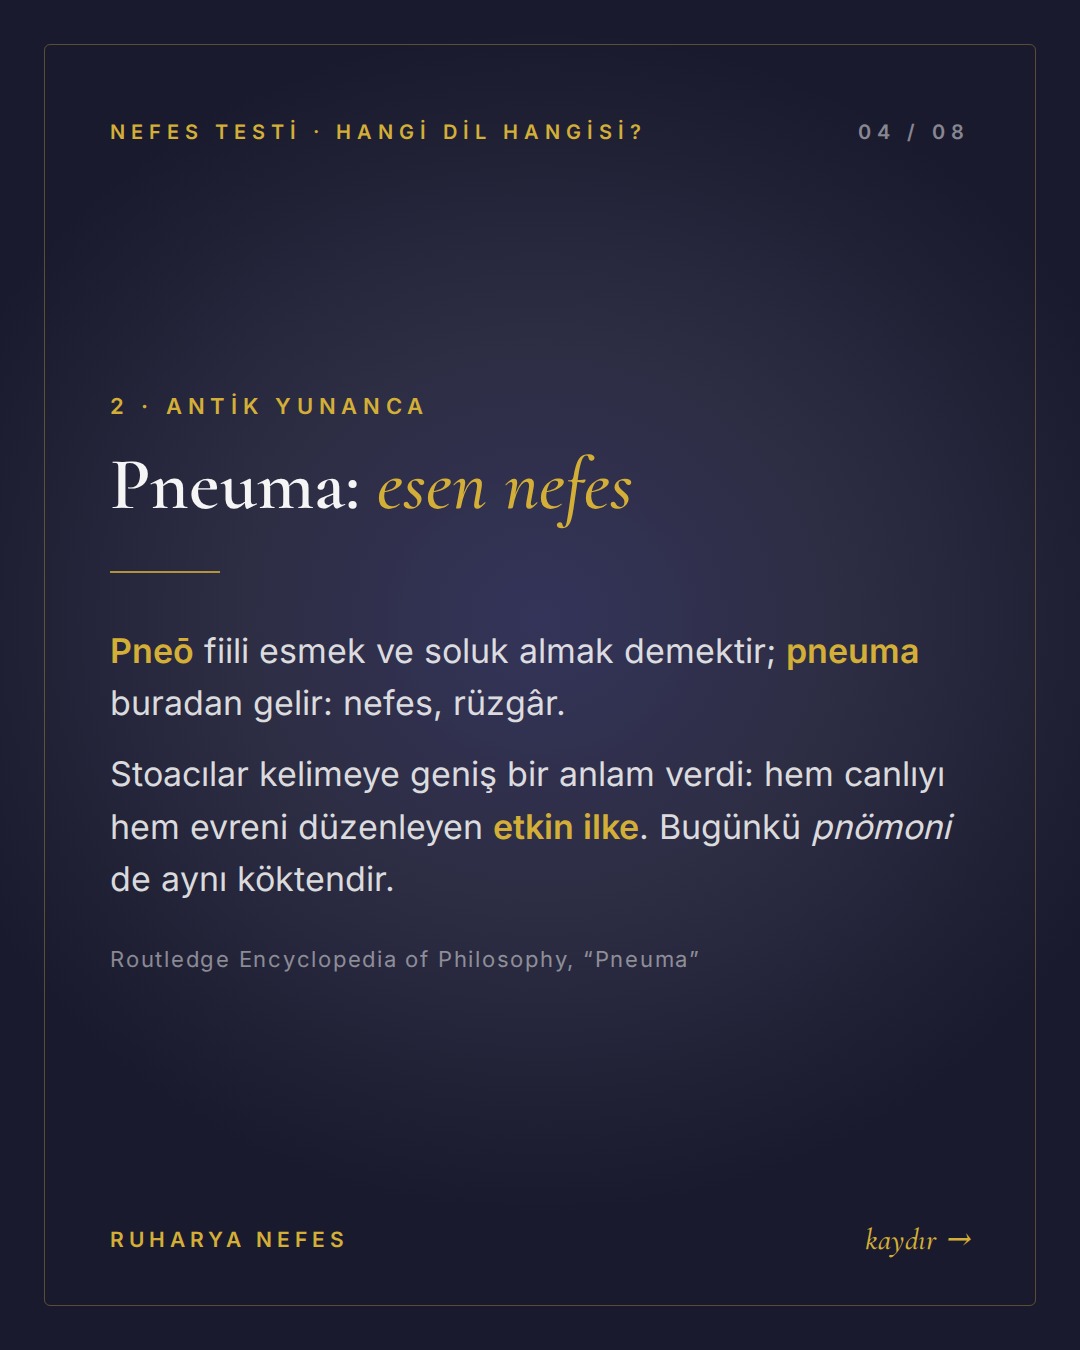 NEFES TESTİ · HANGİ DİL HANGİSİ?
04 / 08
2 · ANTİK YUNANCA
Pneuma: esen nefes
Pneō fiili esmek ve soluk almak demektir; pneuma
buradan gelir: nefes, rüzgâr.
Stoacılar kelimeye geniş bir anlam verdi: hem canlıyı
hem evreni düzenleyen etkin ilke. Bugünkü pnömoni
de aynı köktendir.
Routledge Encyclopedia of Philosophy, “Pneuma”
RUHARYA NEFES
kaydır →